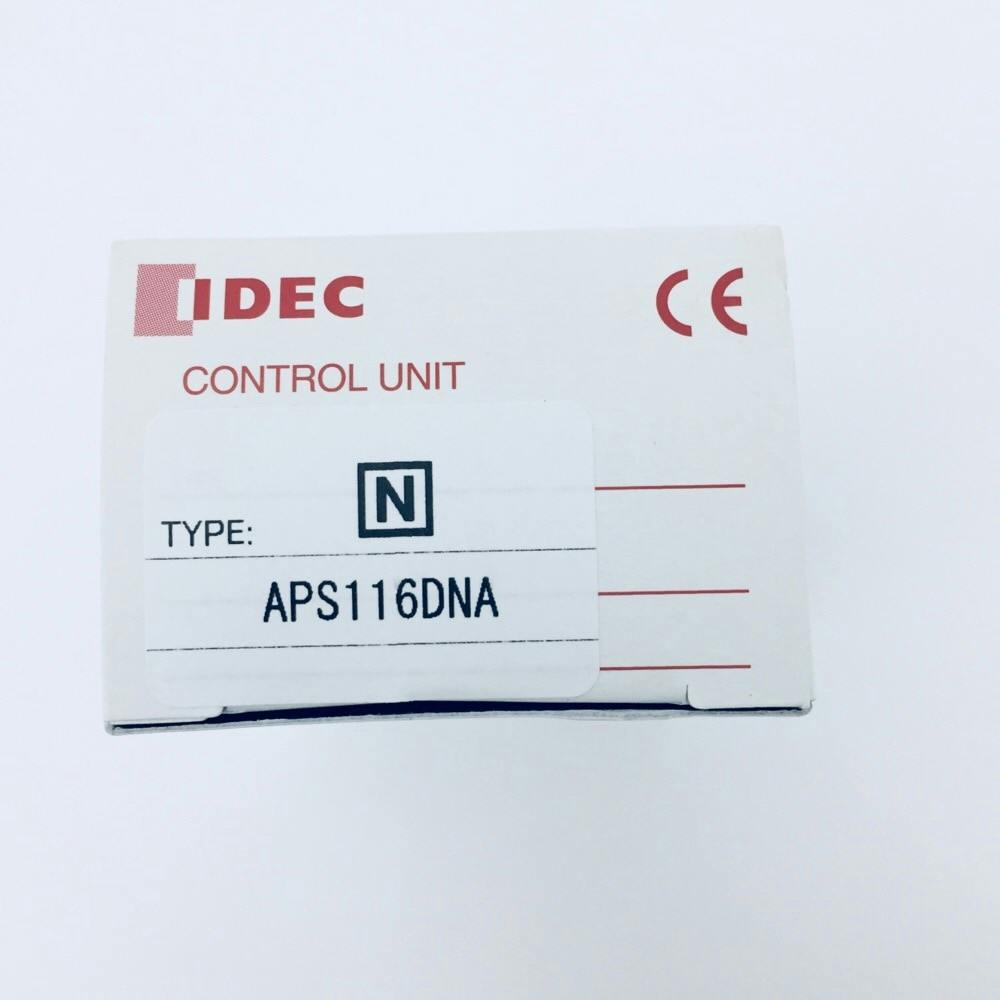 IDEC
CE
CONTROL UNIT
N
TYPE:
APS116DNA